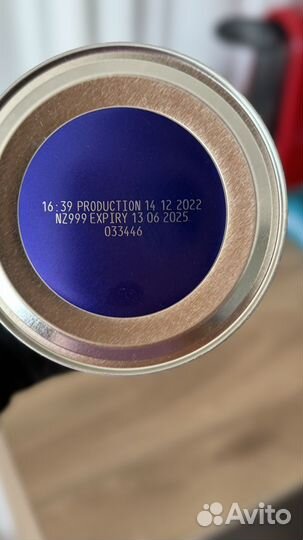 16:39 PRODUCTION 14 12 2022
NZ999 EXPIRY 13 06 2025
033446
Avito